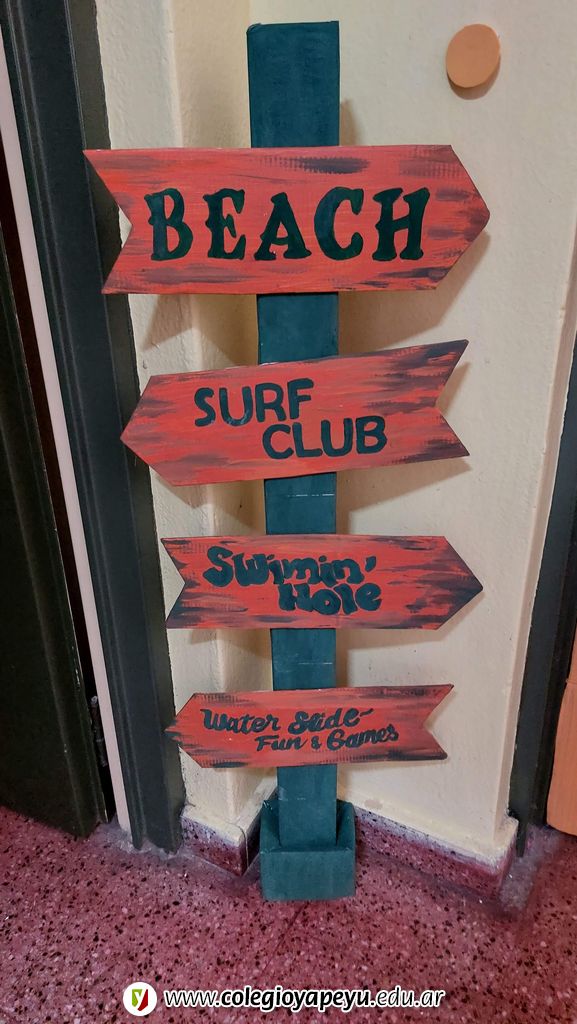 BEACH
SURF
CLUB
Swimin'
Hole
Water Slide-
Fun & Games
www.colegioyapeyu.edu.ar